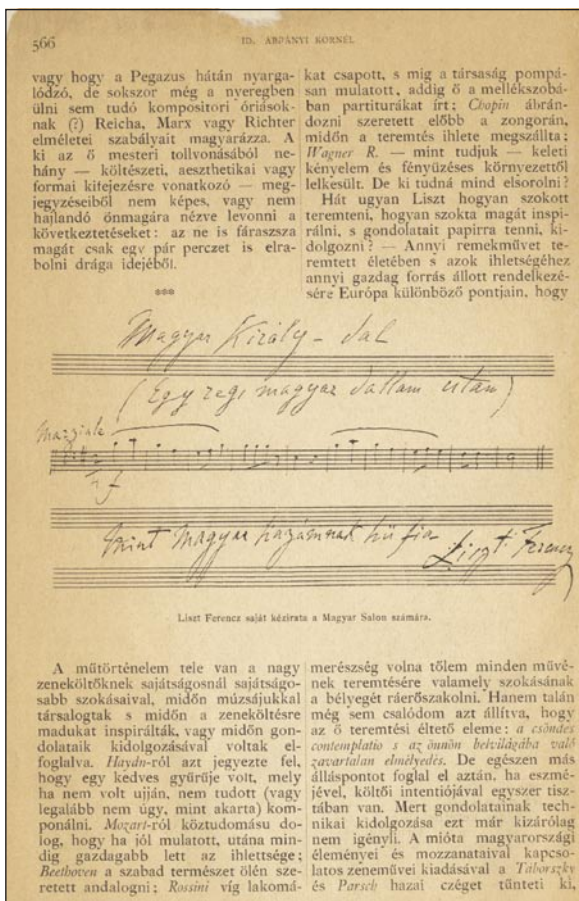 566
ID. ÁBRÁNYI KORNÉL
vagy hogy a Pegazus hátán nyarga-
lódzó, de sokszor még a nyeregben
ülni sem tudó kompositori óriások-
nak (?) Reicha, Marx vagy Richter
elméletei szabályait magyarázza. A
ki az ő mesteri tollvonásából ne-
hány — költészeti, aeszthetikai vagy
formai kitejezésre vonatkozó — meg-
jegyzéseiből nem képes, vagy nem
hajlandó önmagára nézve levonni a
következtetéseket: az ne is fáraszsza
magát csak egy pár perczet is elra-
bolni drága idejéből.
***
kat csapott, s mig a társaság pompá-
san mulatott, addig ő a mellékszobá-
ban partiturákat írt; Chopin ábrán-
dozni szeretett előbb a zongorán,
midőn a teremtés ihlete megszállta;
Wagner R. — mint tudjuk — keleti
kényelem és fényüzéses környezettől
lelkesült. De ki tudná mind elsorolni?
Hát ugyan Liszt hogyan szokott
teremteni, hogyan szokta magát inspi-
rálni, s gondolatait papirra tenni, ki-
dolgozni? — Annyi remekművet te-
remtett életében s azok ihletségéhez
annyi gazdag forrás állott rendelkezé-
sére Európa különböző pontjain, hogy
Magyar Király-dal
(Egy regi magyar dallam után)
Marziale
mf
Mint Magyar hazámnak hű fia
Liszt Ferencz
Liszt Ferencz saját kézirata a Magyar Salon számára.
A műtörténelem tele van a nagy
zeneköltőknek sajátságosnál sajátságo-
sabb szokásaival, midőn múzsájukkal
társalogtak s midőn a zeneköltésre
madukat inspirálták, vagy midőn gon-
dolataik kidolgozásával voltak el-
foglalva. Haydn-ról azt jegyezte fel,
hogy egy kedves gyűrűje volt, mely
ha nem volt ujján, nem tudott (vagy
legalább nem úgy, mint akarta) kom-
ponálni. Mozart-ról köztudomásu do-
log, hogy ha jól mulatott, utána min-
dig gazdagabb lett az ihlettsége;
Beethoven a szabad természet ölén sze-
retett andalogni; Rossini víg lakomá-
merészség volna tőlem minden művé-
nek teremtésére valamely szokásának
a bélyegét ráerőszakolni. Hanem talán
még sem csalódom azt állítva, hogy
az ő teremtési éltető eleme: a csöndes
contemplatio s az önnön belvilágába való
zavartalan elmélyedés. De egészen más
álláspontot foglal el aztán, ha eszmé-
jével, költői intentiojával egyszer tisz-
tában van. Mert gondolatainak tech-
nikai kidolgozása ezt már kizárólag
nem igényli. A mióta magyarországi
élményei és mozzanataival kapcso-
latos zeneművei kiadásával a Táborszky
és Parsch hazai czéget tünteti ki,